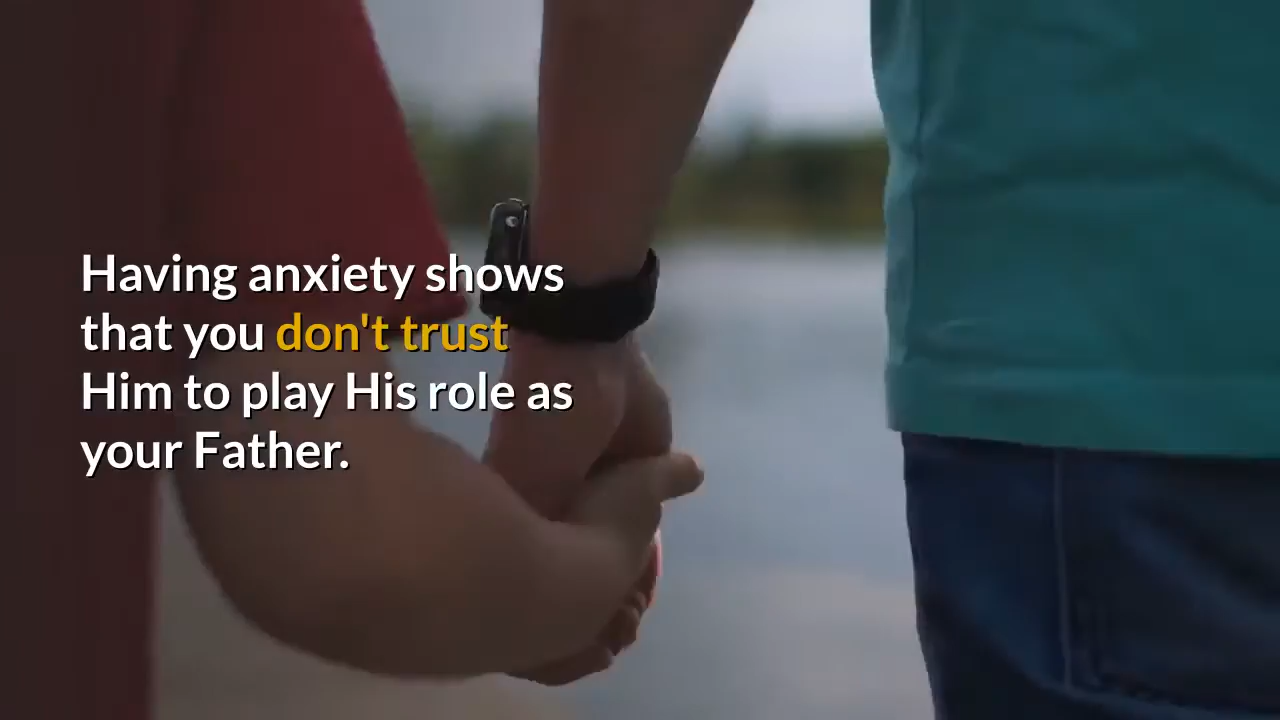 Having anxiety shows
that you don't trust
Him to play His role as
your Father.